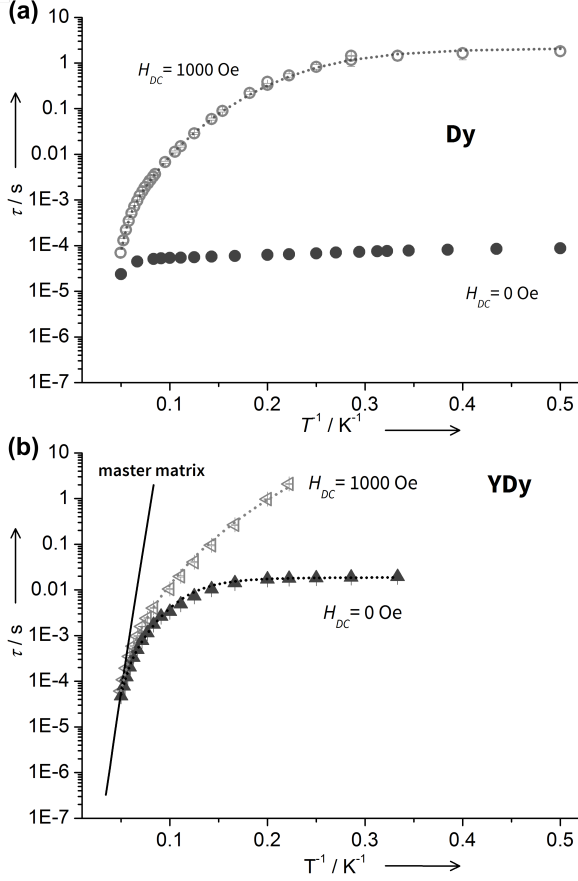 (a)
10
1
0.1
0.01
1E-3
1E-4
1E-5
1E-6
1E-7
τ / s
H_DC = 1000 Oe
Dy
H_DC = 0 Oe
0.1 0.2 0.3 0.4 0.5
T⁻¹ / K⁻¹
(b)
10
1
0.1
0.01
1E-3
1E-4
1E-5
1E-6
1E-7
τ / s
master matrix
H_DC = 1000 Oe
YDy
H_DC = 0 Oe
0.1 0.2 0.3 0.4 0.5
T⁻¹ / K⁻¹